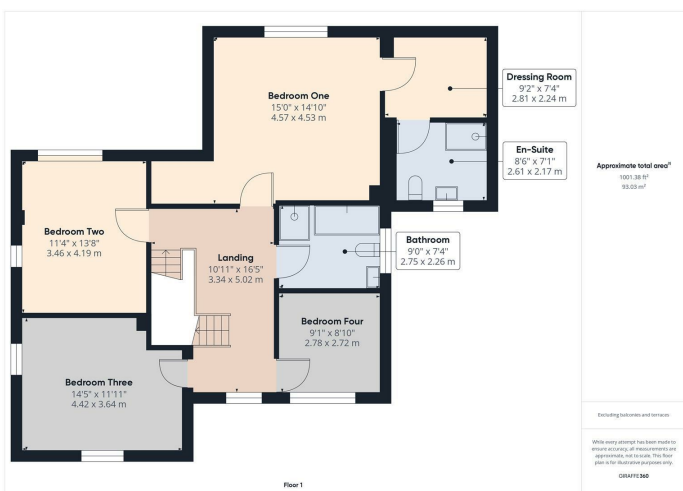 Bedroom One
15'0" x 14'10"
4.57 x 4.53 m
Dressing Room
9'2" x 7'4"
2.81 x 2.24 m
En-Suite
8'6" x 7'1"
2.61 x 2.17 m
Bedroom Two
11'4" x 13'8"
3.46 x 4.19 m
Landing
10'11" x 16'5"
3.34 x 5.02 m
Bathroom
9'0" x 7'4"
2.75 x 2.26 m
Bedroom Four
9'1" x 8'10"
2.78 x 2.72 m
Bedroom Three
14'5" x 11'11"
4.42 x 3.64 m
Floor 1
Approximate total area⁽¹⁾
1001.38 ft²
93.03 m²
Excluding balconies and terraces
While every attempt has been made to
ensure accuracy, all measurements are
approximate, not to scale. This floor
plan is for illustrative purposes only.
GIRAFFE360